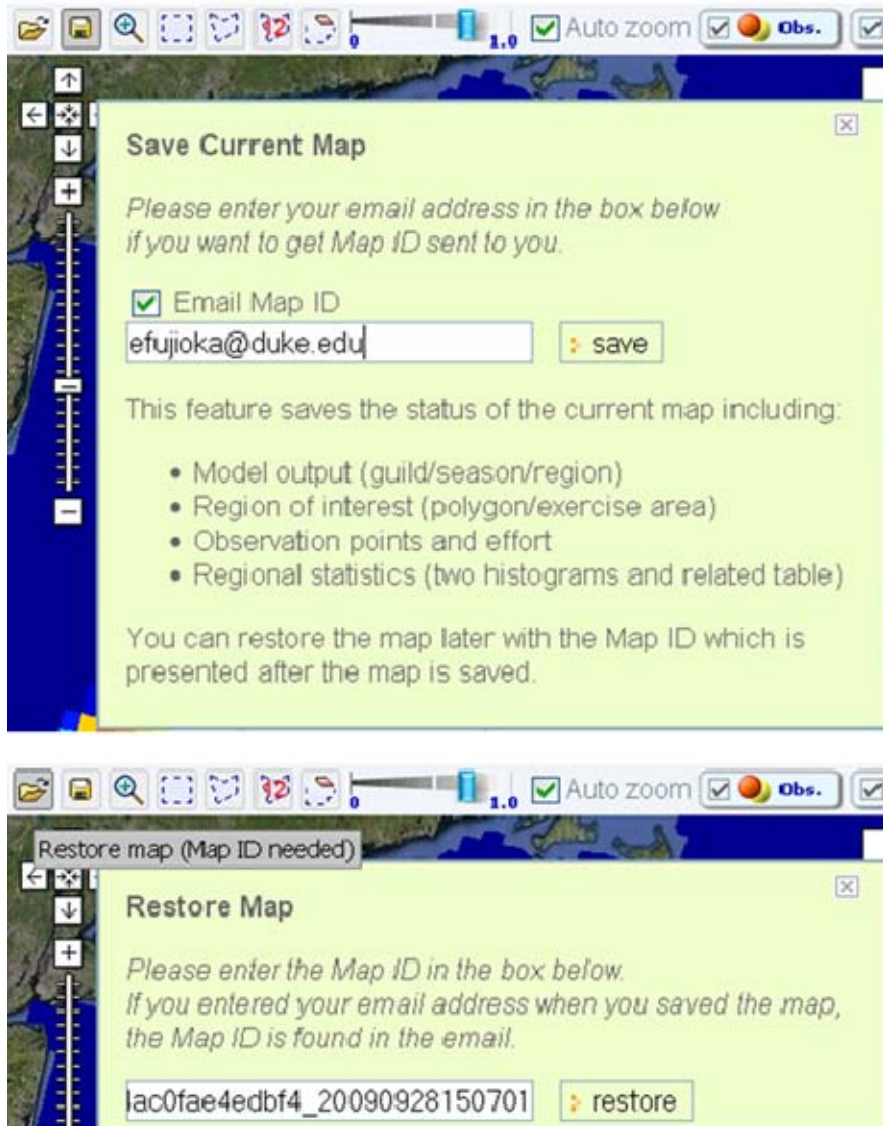 0 1.0 Auto zoom Obs.
Save Current Map
Please enter your email address in the box below
if you want to get Map ID sent to you.
Email Map ID
efujioka@duke.edu save
This feature saves the status of the current map including:
• Model output (guild/season/region)
• Region of interest (polygon/exercise area)
• Observation points and effort
• Regional statistics (two histograms and related table)
You can restore the map later with the Map ID which is
presented after the map is saved.
0 1.0 Auto zoom Obs.
Restore map (Map ID needed)
Restore Map
Please enter the Map ID in the box below.
If you entered your email address when you saved the map,
the Map ID is found in the email.
restore